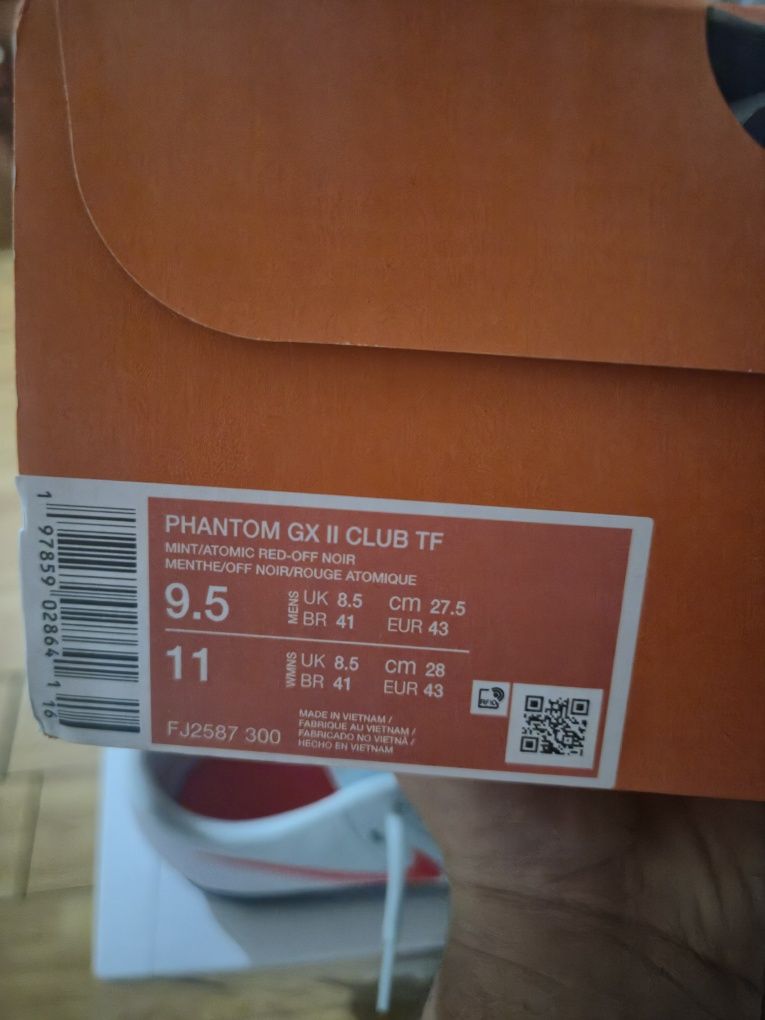 PHANTOM GX II CLUB TF
MINT/ATOMIC RED-OFF NOIR
MENTHE/OFF NOIR/ROUGE ATOMIQUE
9.5 MENS UK 8.5 cm 27.5
BR 41 EUR 43
11 WMNS UK 8.5 cm 28
BR 41 EUR 43
RFID
FJ2587 300
MADE IN VIETNAM /
FABRIQUE AU VIETNAM /
FABRICADO NO VIETNÃ /
HECHO EN VIETNAM
1 97859 02864 1 16